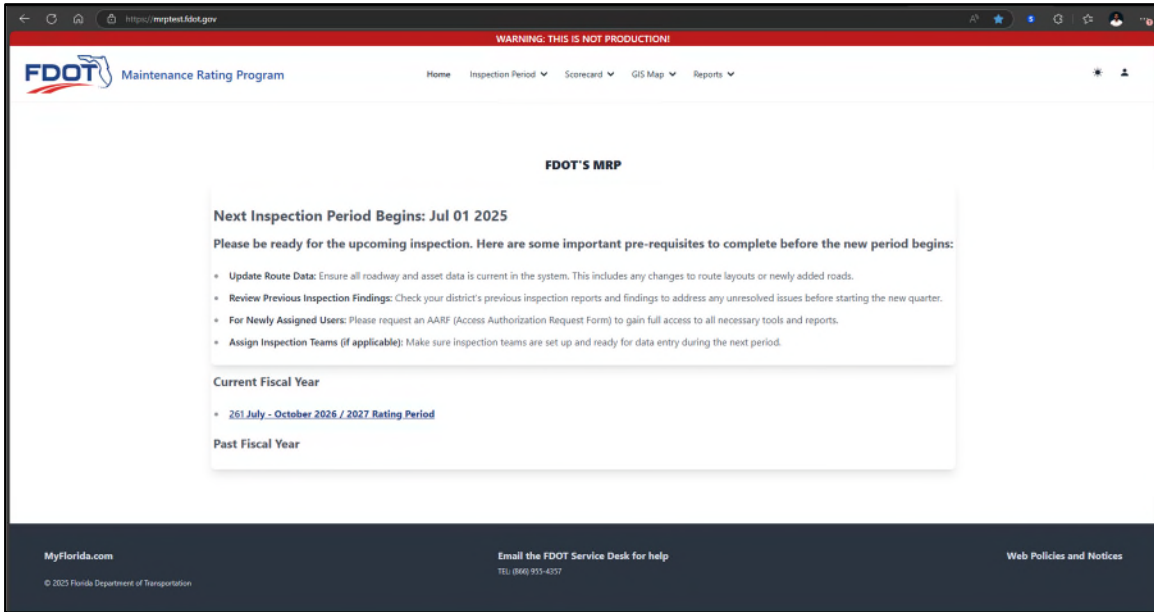 https://mrptest.fdot.gov
WARNING: THIS IS NOT PRODUCTION!
FDOT Maintenance Rating Program Home Inspection Period Scorecard GIS Map Reports
FDOT'S MRP
Next Inspection Period Begins: Jul 01 2025
Please be ready for the upcoming inspection. Here are some important pre-requisites to complete before the new period begins:
Update Route Data: Ensure all roadway and asset data is current in the system. This includes any changes to route layouts or newly added roads.
Review Previous Inspection Findings: Check your district's previous inspection reports and findings to address any unresolved issues before starting the new quarter.
For Newly Assigned Users: Please request an AARF (Access Authorization Request Form) to gain full access to all necessary tools and reports.
Assign Inspection Teams (if applicable): Make sure inspection teams are set up and ready for data entry during the next period.
Current Fiscal Year
261 July - October 2026 / 2027 Rating Period
Past Fiscal Year
MyFlorida.com Email the FDOT Service Desk for help Web Policies and Notices
TEL: (866) 955-4357
© 2025 Florida Department of Transportation